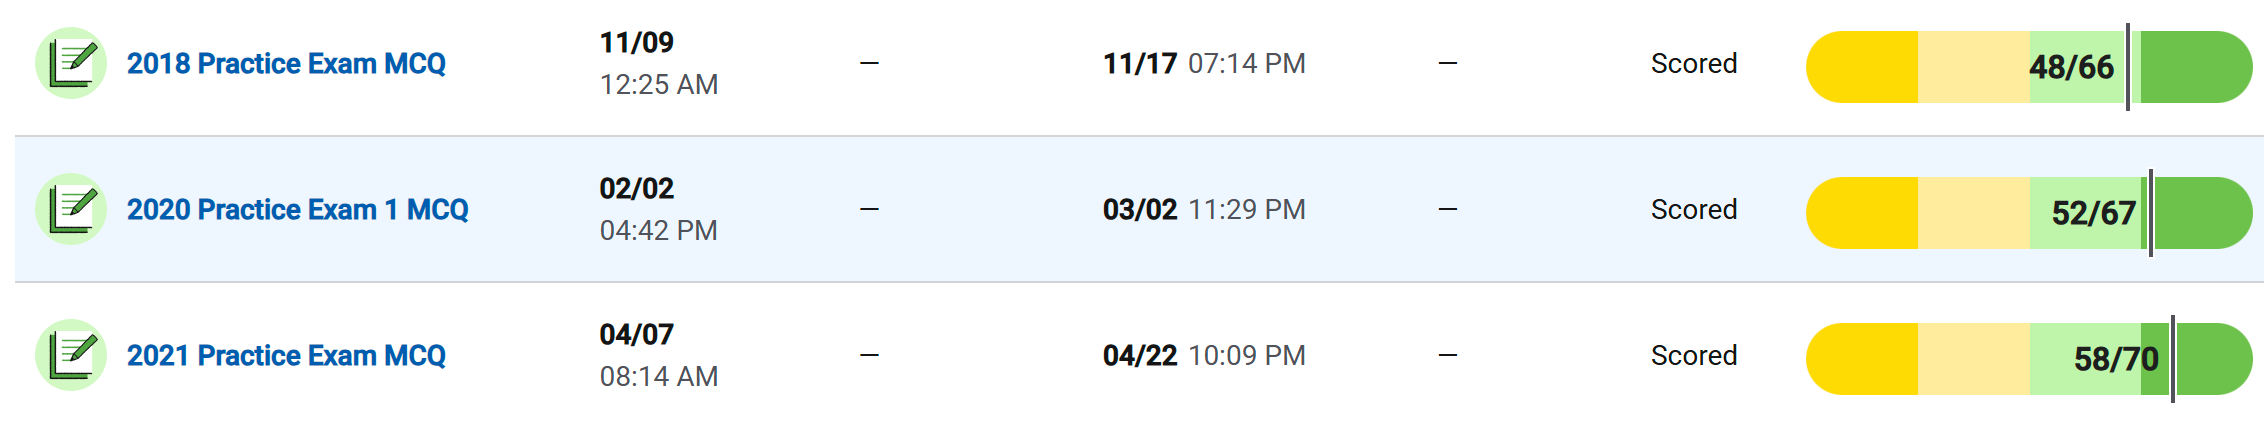 2018 Practice Exam MCQ
11/09
12:25 AM
—
11/17 07:14 PM
—
Scored
48/66
2020 Practice Exam 1 MCQ
02/02
04:42 PM
—
03/02 11:29 PM
—
Scored
52/67
2021 Practice Exam MCQ
04/07
08:14 AM
—
04/22 10:09 PM
—
Scored
58/70